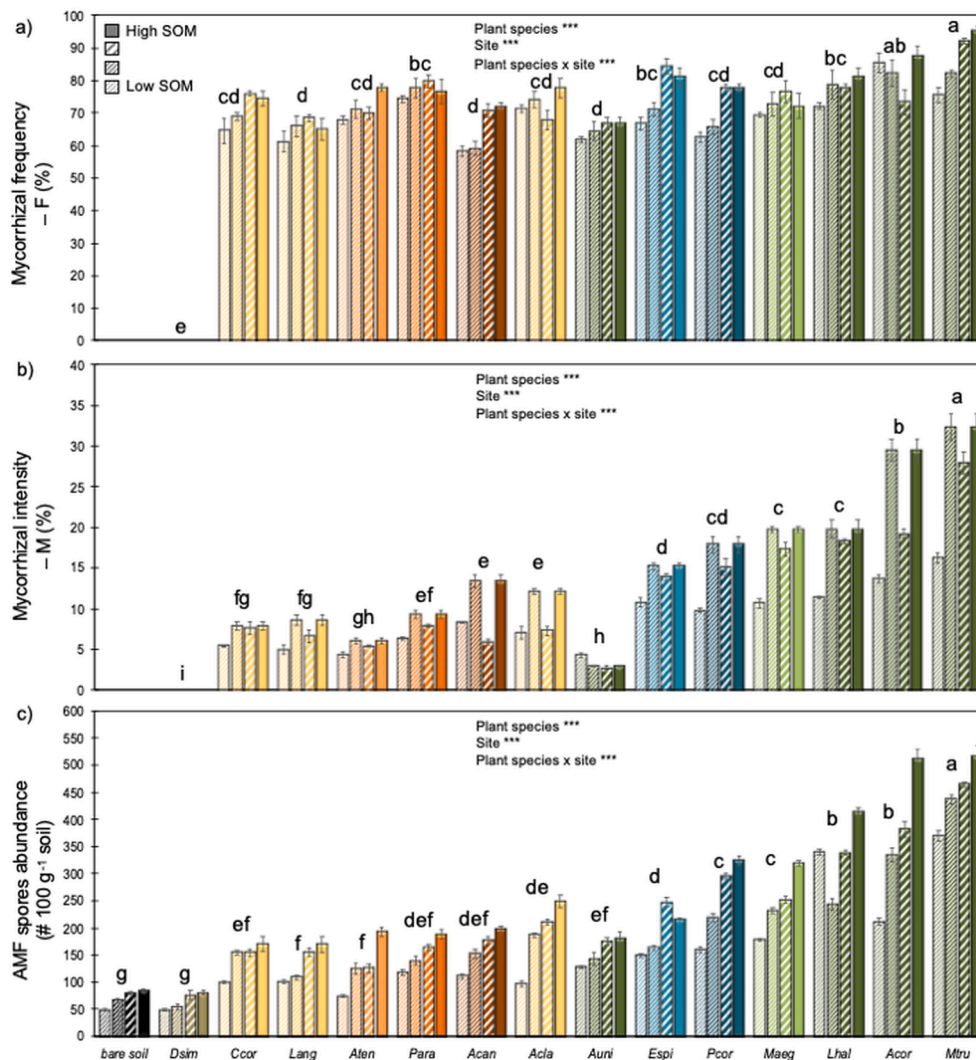 a)
High SOM
Low SOM
Plant species ***
Site ***
Plant species x site ***
Mycorrhizal frequency
– F (%)
100
90
80
70
60
50
40
30
20
10
0
e
cd
d
cd
bc
d
cd
d
bc
cd
cd
bc
ab
a
b)
Plant species ***
Site ***
Plant species x site ***
Mycorrhizal intensity
– M (%)
40
35
30
25
20
15
10
5
0
i
fg
fg
gh
ef
e
e
h
d
cd
c
c
b
a
c)
Plant species ***
Site ***
Plant species x site ***
AMF spores abundance
(# 100 g⁻¹ soil)
600
550
500
450
400
350
300
250
200
150
100
50
0
g
g
ef
f
f
def
def
de
ef
d
c
c
b
b
a
bare soil Dsim Ccor Lang Aten Para Acan Acla Auni Espi Pcor Maeg Lhal Acor Mtru